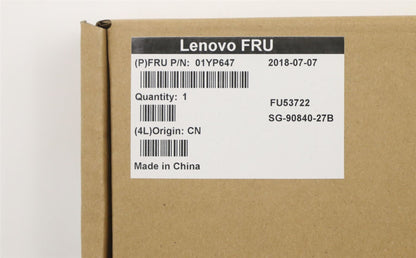 Lenovo FRU
(P)FRU P/N: 01YP647 2018-07-07
Quantity: 1
FU53722
SG-90840-27B
(4L)Origin: CN
Made in China